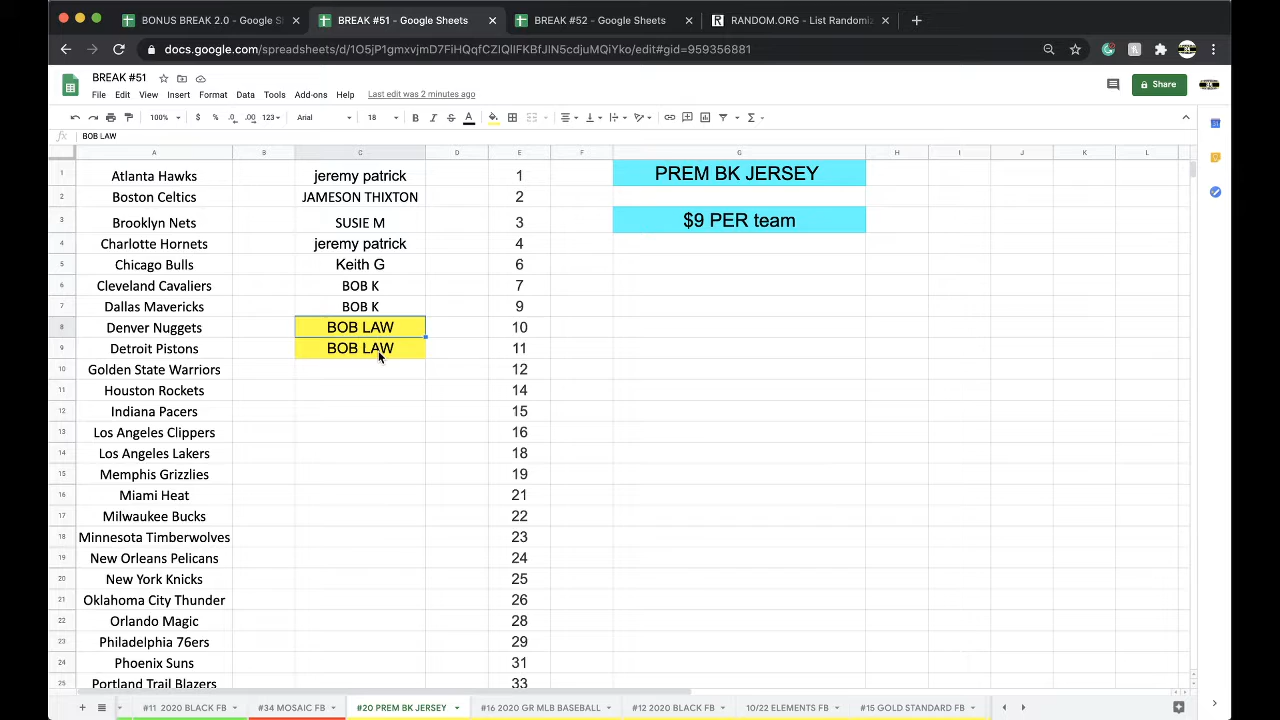 BONUS BREAK 2.0 - Google S
BREAK #51 - Google Sheets
BREAK #52 - Google Sheets
RANDOM.ORG - List Randomiz
docs.google.com/spreadsheets/d/1O5jP1gmxvjmD7FiHQqfCZIQIIFKBfJIN5cdjuMQiYko/edit#gid=959356881
BREAK #51
Share
File Edit View Insert Format Data Tools Add-ons Help Last edit was 2 minutes ago
100% $ % .0 .00 123 Arial 18 B I S A
fx BOB LAW
A B C D E F G H I J K L
1 Atlanta Hawks jeremy patrick 1 PREM BK JERSEY
2 Boston Celtics JAMESON THIXTON 2
3 Brooklyn Nets SUSIE M 3 $9 PER team
4 Charlotte Hornets jeremy patrick 4
5 Chicago Bulls Keith G 6
6 Cleveland Cavaliers BOB K 7
7 Dallas Mavericks BOB K 9
8 Denver Nuggets BOB LAW 10
9 Detroit Pistons BOB LAW 11
10 Golden State Warriors 12
11 Houston Rockets 14
12 Indiana Pacers 15
13 Los Angeles Clippers 16
14 Los Angeles Lakers 18
15 Memphis Grizzlies 19
16 Miami Heat 21
17 Milwaukee Bucks 22
18 Minnesota Timberwolves 23
19 New Orleans Pelicans 24
20 New York Knicks 25
21 Oklahoma City Thunder 26
22 Orlando Magic 28
23 Philadelphia 76ers 29
24 Phoenix Suns 31
25 Portland Trail Blazers 33
#11 2020 BLACK FB #34 MOSAIC FB #20 PREM BK JERSEY #16 2020 GR MLB BASEBALL #12 2020 BLACK FB 10/22 ELEMENTS FB #15 GOLD STANDARD FB